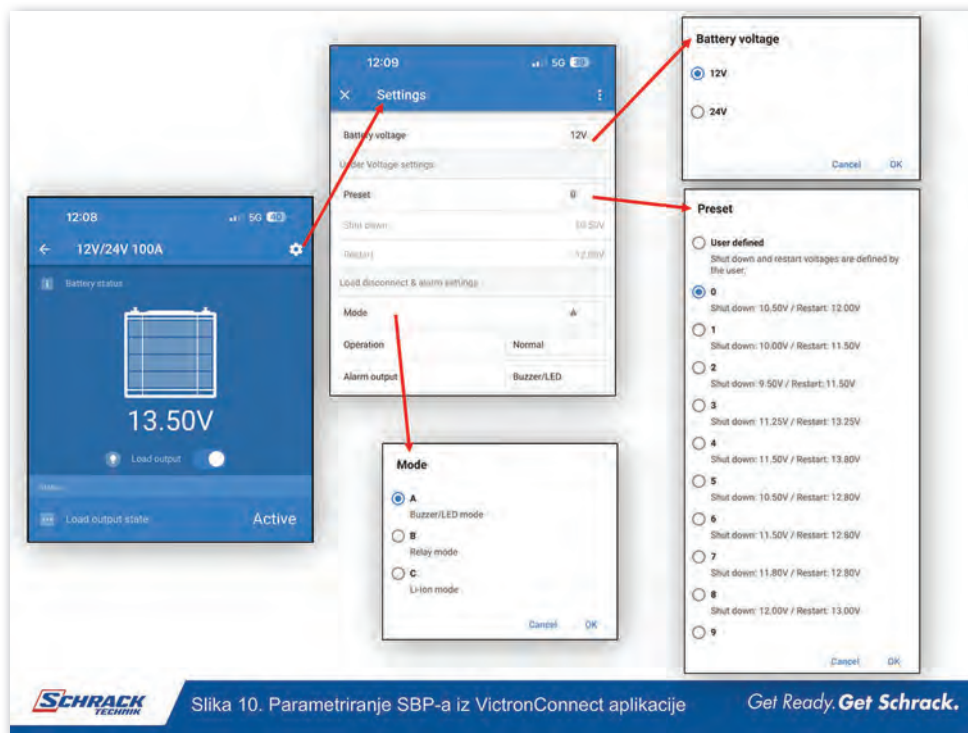 12:08
5G 40
12V/24V 100A
Battery status
13.50V
Load output
Status
Load output state
Active
12:09
5G 39
Settings
Battery voltage
12V
Under Voltage settings
Preset
0
Shut down
10.50V
Restart
12.00V
Load disconnect & alarm settings
Mode
A
Operation
Normal
Alarm output
Buzzer/LED
Battery voltage
12V
24V
Cancel OK
Mode
A
Buzzer/LED mode
B
Relay mode
C
Li-Ion mode
Cancel OK
Preset
User defined
Shut down and restart voltages are defined by
the user.
0
Shut down: 10.50V / Restart: 12.00V
1
Shut down: 10.00V / Restart: 11.50V
2
Shut down: 9.50V / Restart: 11.50V
3
Shut down: 11.25V / Restart: 13.25V
4
Shut down: 11.50V / Restart: 13.80V
5
Shut down: 10.50V / Restart: 12.80V
6
Shut down: 11.50V / Restart: 12.80V
7
Shut down: 11.80V / Restart: 12.80V
8
Shut down: 12.00V / Restart: 13.00V
9
Cancel OK
SCHRACK
TECHNIK
Slika 10. Parametriranje SBP-a iz VictronConnect aplikacije
Get Ready. Get Schrack.